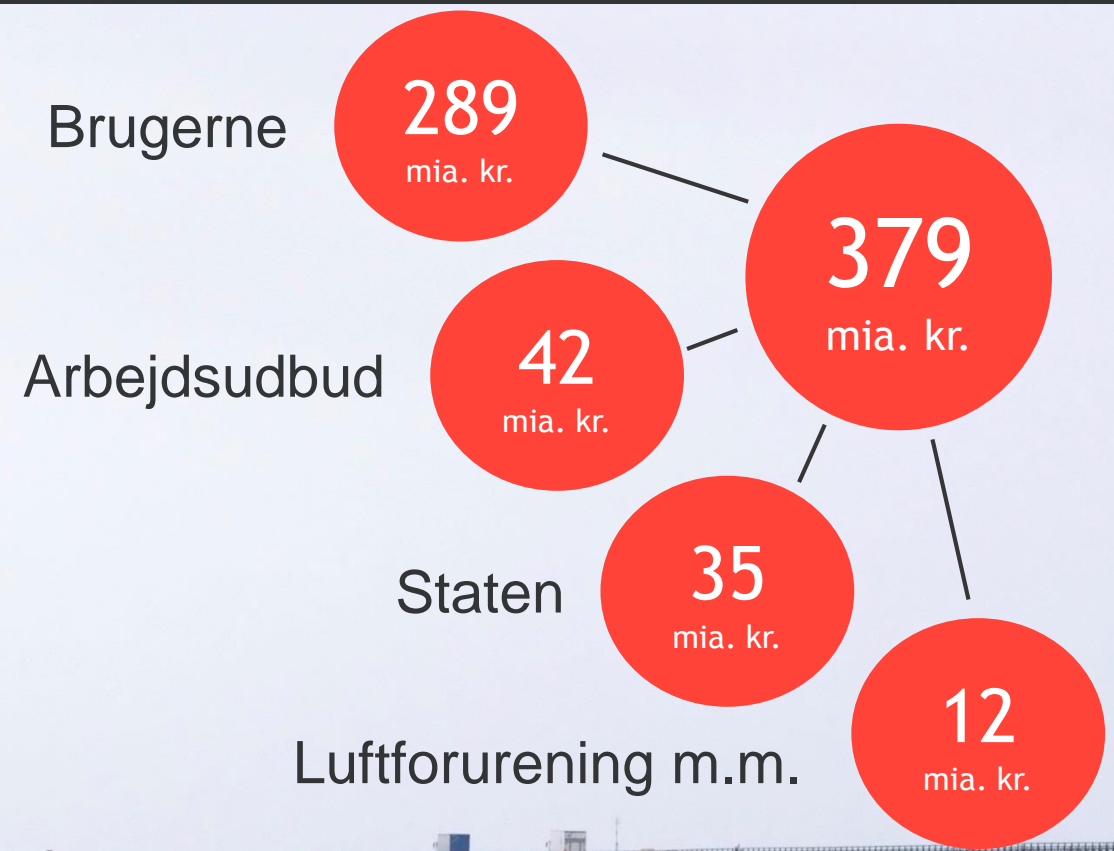 Brugerne
289
mia. kr.
379
mia. kr.
Arbejdsudbud
42
mia. kr.
Staten
35
mia. kr.
Luftforurening m.m.
12
mia. kr.